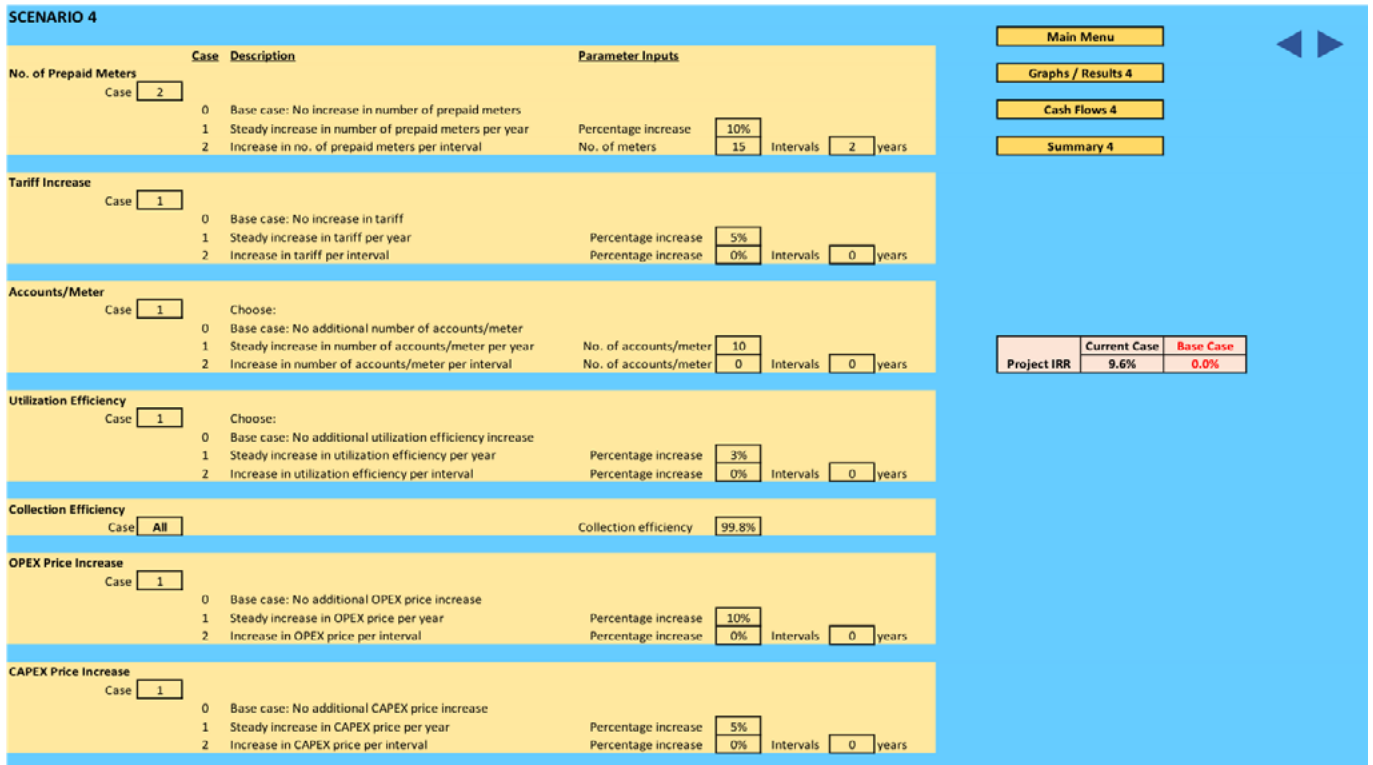 SCENARIO 4
Main Menu
Case Description Parameter Inputs
No. of Prepaid Meters
Graphs / Results 4
Case 2
0 Base case: No increase in number of prepaid meters
Cash Flows 4
1 Steady increase in number of prepaid meters per year Percentage increase 10%
2 Increase in no. of prepaid meters per interval No. of meters 15 Intervals 2 years
Summary 4
Tariff Increase
Case 1
0 Base case: No increase in tariff
1 Steady increase in tariff per year Percentage increase 5%
2 Increase in tariff per interval Percentage increase 0% Intervals 0 years
Accounts/Meter
Case 1 Choose:
0 Base case: No additional number of accounts/meter
1 Steady increase in number of accounts/meter per year No. of accounts/meter 10
2 Increase in number of accounts/meter per interval No. of accounts/meter 0 Intervals 0 years
Current Case Base Case
Project IRR 9.6% 0.0%
Utilization Efficiency
Case 1 Choose:
0 Base case: No additional utilization efficiency increase
1 Steady increase in utilization efficiency per year Percentage increase 3%
2 Increase in utilization efficiency per interval Percentage increase 0% Intervals 0 years
Collection Efficiency
Case All Collection efficiency 99.8%
OPEX Price Increase
Case 1
0 Base case: No additional OPEX price increase
1 Steady increase in OPEX price per year Percentage increase 10%
2 Increase in OPEX price per interval Percentage increase 0% Intervals 0 years
CAPEX Price Increase
Case 1
0 Base case: No additional CAPEX price increase
1 Steady increase in CAPEX price per year Percentage increase 5%
2 Increase in CAPEX price per interval Percentage increase 0% Intervals 0 years